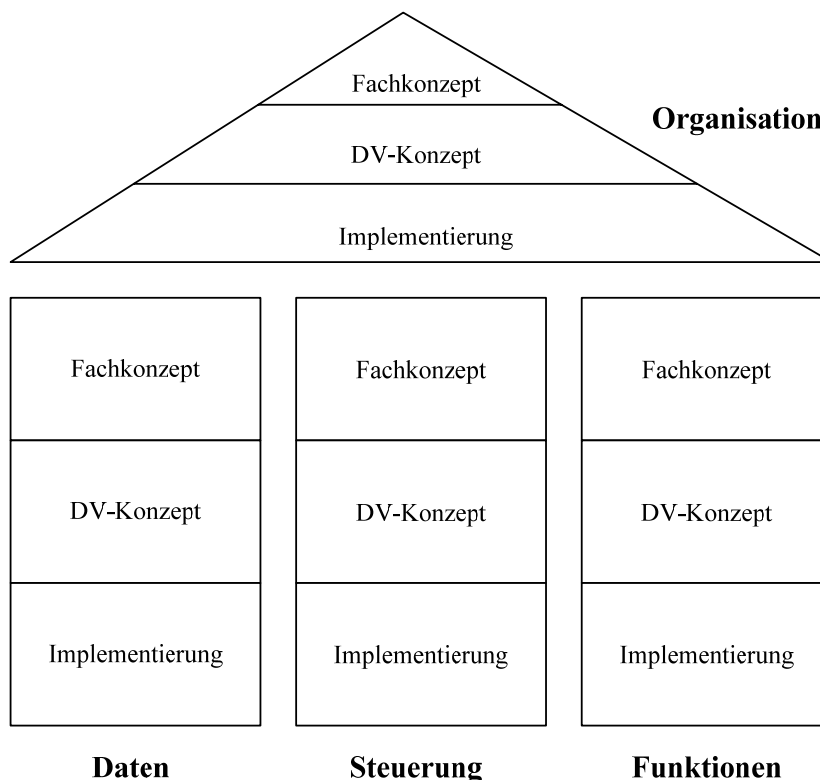 Fachkonzept
Organisation
DV-Konzept
Implementierung
Fachkonzept
Fachkonzept
Fachkonzept
DV-Konzept
DV-Konzept
DV-Konzept
Implementierung
Implementierung
Implementierung
Daten
Steuerung
Funktionen